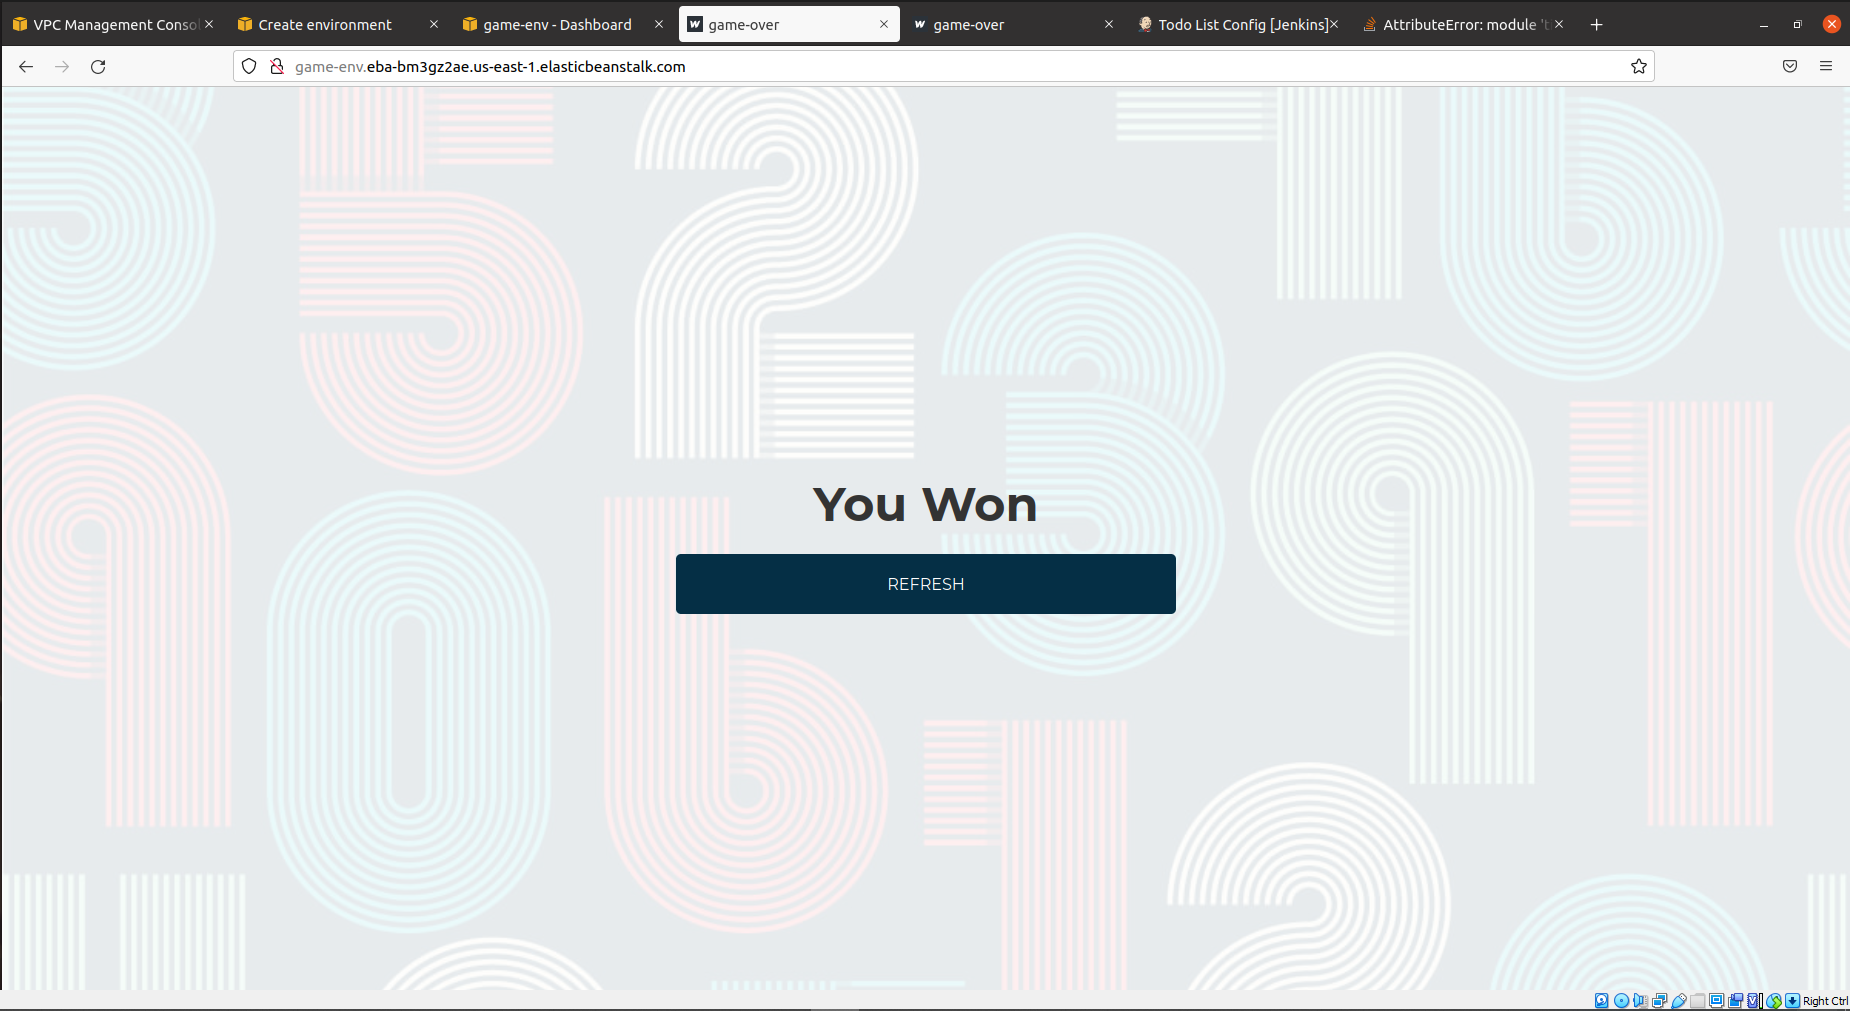 VPC Management Consol
Create environment
game-env - Dashboard
game-over
game-over
Todo List Config [Jenkins]
AttributeError: module 't
game-env.eba-bm3gz2ae.us-east-1.elasticbeanstalk.com
You Won
REFRESH
Right Ctrl